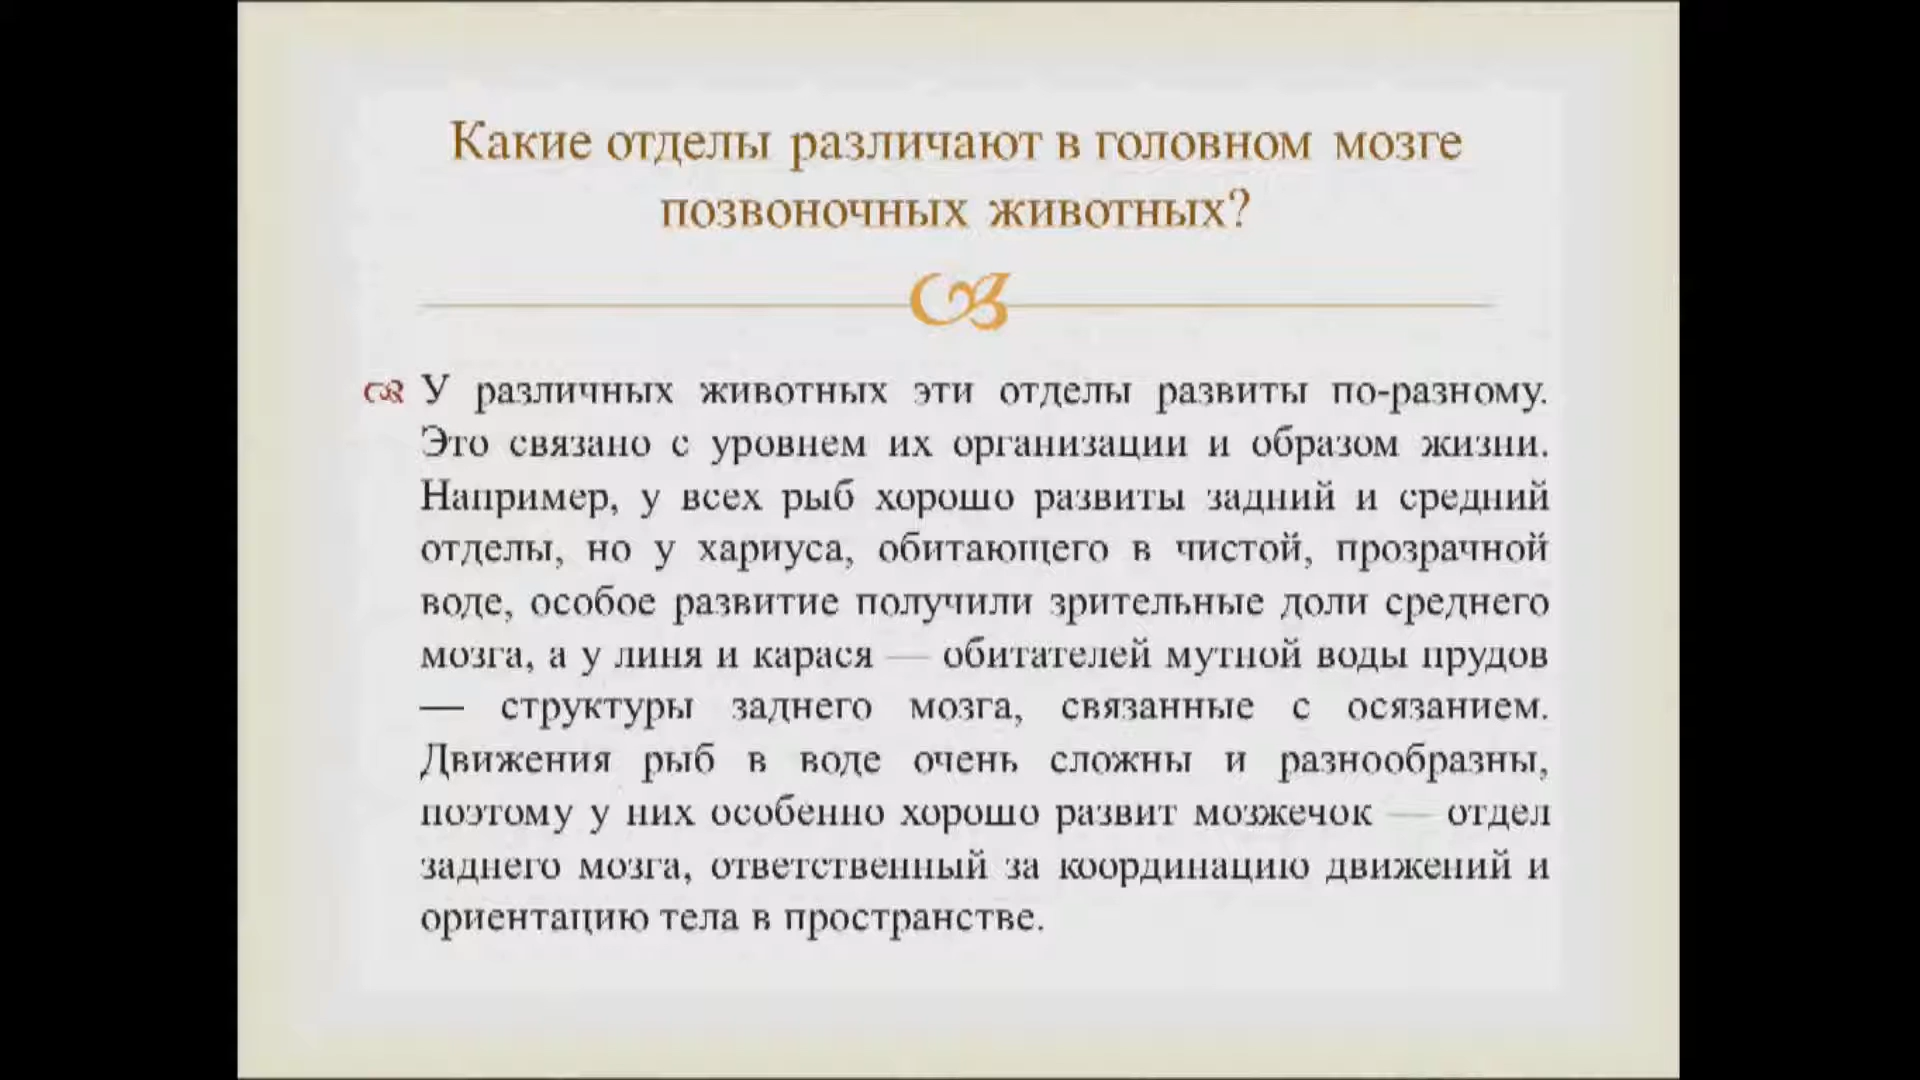 Какие отделы различают в головном мозге
позвоночных животных?
У различных животных эти отделы развиты по-разному.
Это связано с уровнем их организации и образом жизни.
Например, у всех рыб хорошо развиты задний и средний
отделы, но у хариуса, обитающего в чистой, прозрачной
воде, особое развитие получили зрительные доли среднего
мозга, а у линя и карася — обитателей мутной воды прудов
— структуры заднего мозга, связанные с осязанием.
Движения рыб в воде очень сложны и разнообразны,
поэтому у них особенно хорошо развит мозжечок — отдел
заднего мозга, ответственный за координацию движений и
ориентацию тела в пространстве.